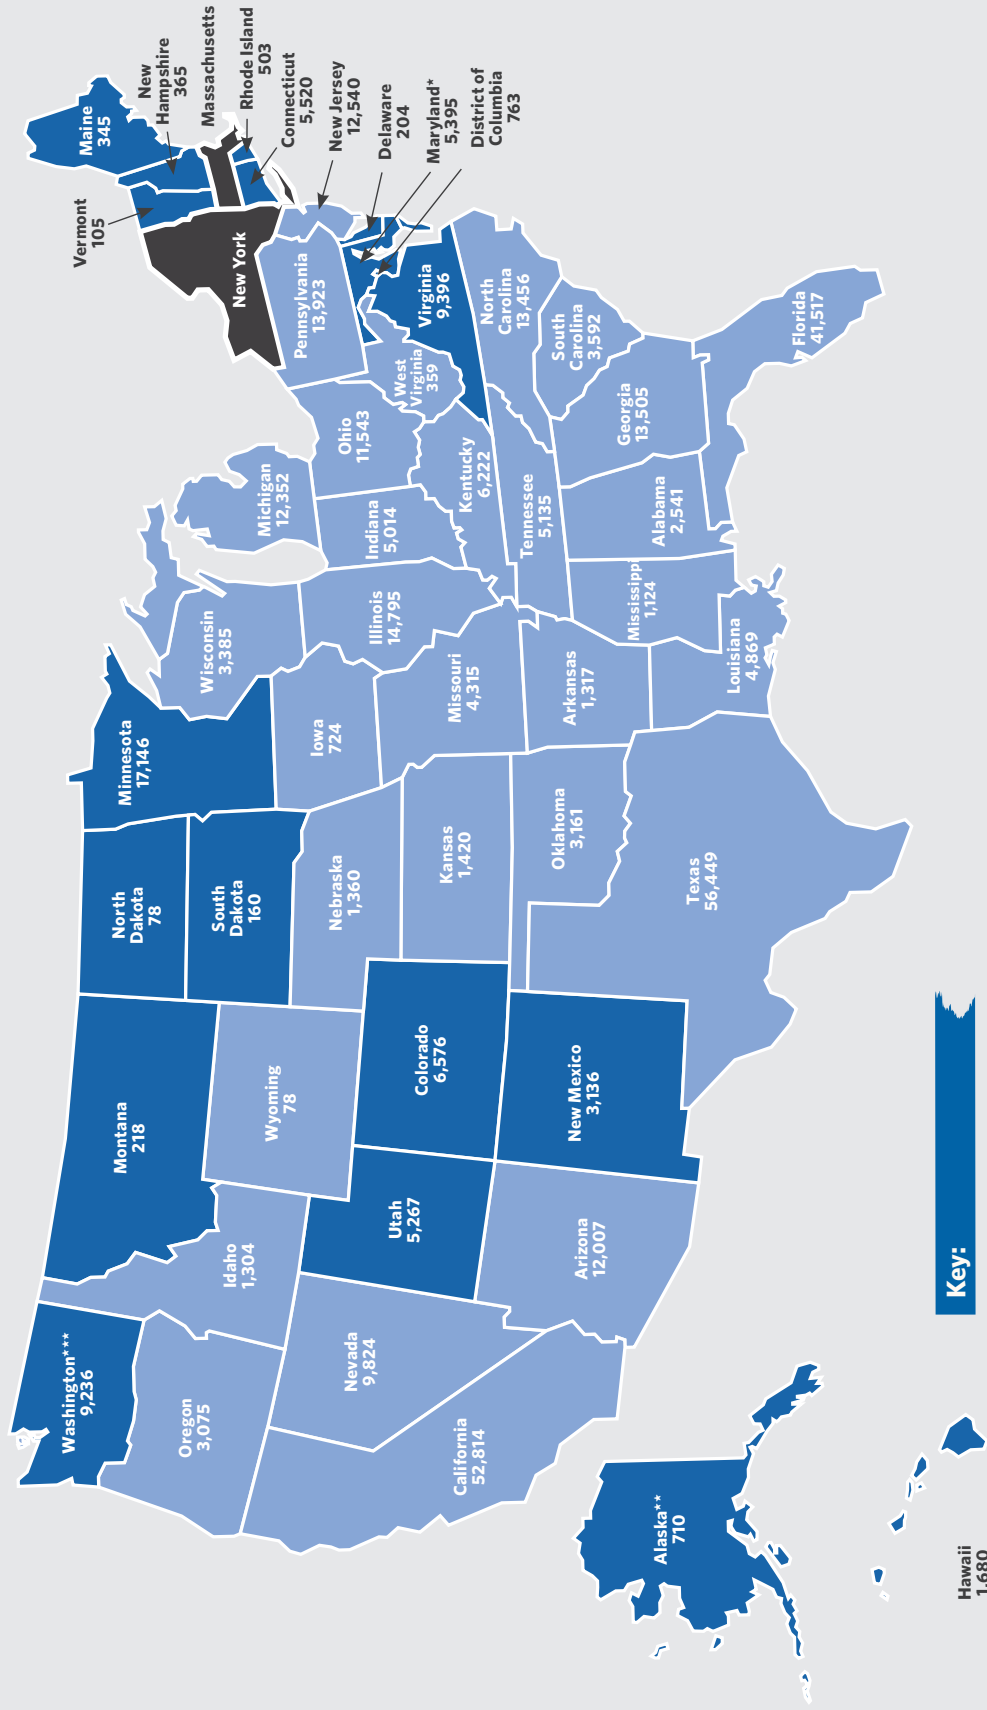 Washington***
9,236
Oregon
3,075
California
52,814
Nevada
9,824
Idaho
1,304
Montana
218
Wyoming
78
Utah
5,267
Colorado
6,576
Arizona
12,007
New Mexico
3,136
North
Dakota
78
South
Dakota
160
Nebraska
1,360
Kansas
1,420
Oklahoma
3,161
Texas
56,449
Minnesota
17,146
Iowa
724
Missouri
4,315
Arkansas
1,317
Louisiana
4,869
Wisconsin
3,385
Illinois
14,795
Michigan
12,352
Indiana
5,014
Ohio
11,543
Kentucky
6,222
Tennessee
5,135
Mississippi
1,124
Alabama
2,541
Georgia
13,505
Florida
41,517
South
Carolina
3,592
North
Carolina
13,456
Virginia
9,396
West
Virginia
359
Pennsylvania
13,923
New York
Vermont
105
Maine
345
New
Hampshire
365
Massachusetts
Rhode Island
503
Connecticut
5,520
New Jersey
12,540
Delaware
204
Maryland*
5,395
District of
Columbia
763
Alaska**
710
Hawaii
1,680
Key: